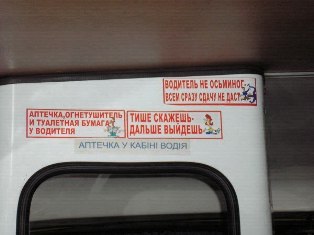 ВОДИТЕЛЬ НЕ ОСЬМИНОГ
ВСЕМ СРАЗУ СДАЧУ НЕ ДАСТ
АПТЕЧКА,ОГНЕТУШИТЕЛЬ
И ТУАЛЕТНАЯ БУМАГА
У ВОДИТЕЛЯ
ТИШЕ СКАЖЕШЬ-
ДАЛЬШЕ ВЫЙДЕШЬ
АПТЕЧКА У КАБІНІ ВОДІЯ